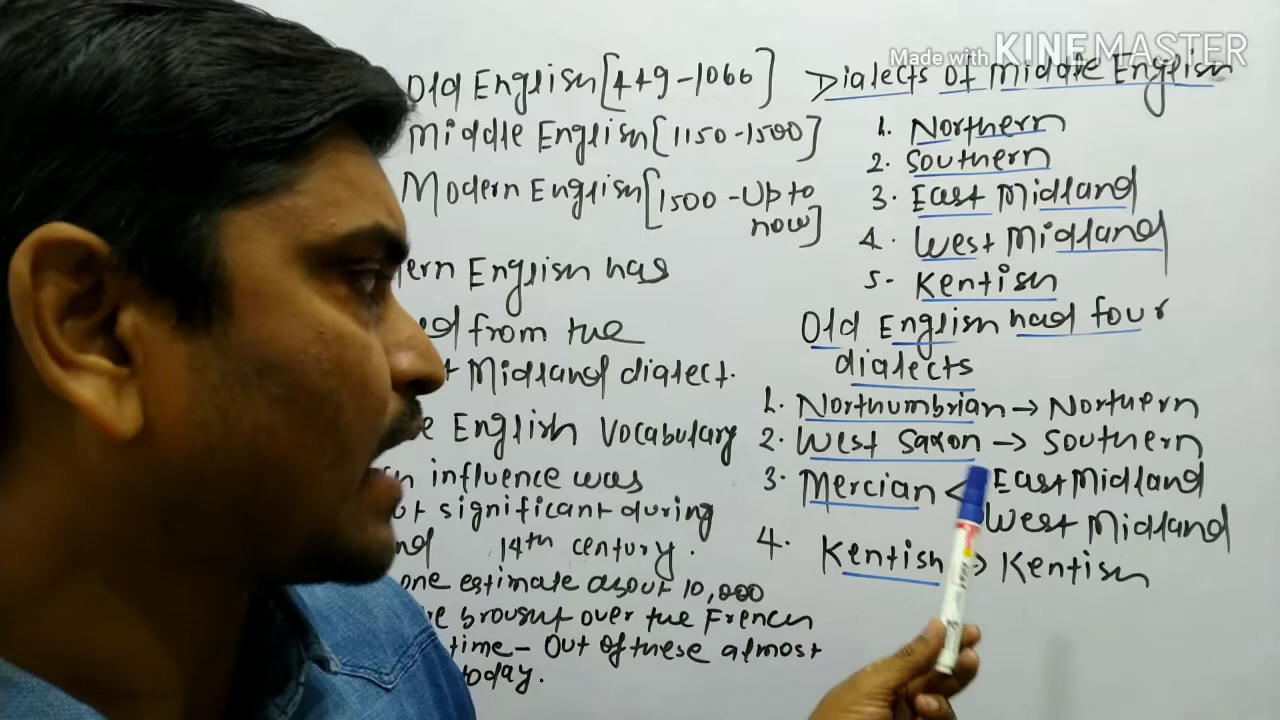 Made with KINEMASTER
Old English [449-1066]
Middle English [1150-1500]
Modern English [1500-Up to
now]
ern English has
ed from the
Midland dialect.
English Vocabulary
influence was
significant during
14th century.
one estimate about 10,000
brought over the French
time- Out of these almost
today.
Dialects of Middle English
1. Northern
2. Southern
3. East Midland
4. West Midland
5- Kentish
Old English had four
dialects
1. Northumbrian → Northern
2. West Saxon → Southern
3. Mercian < East Midland
West Midland
4. Kentish → Kentish